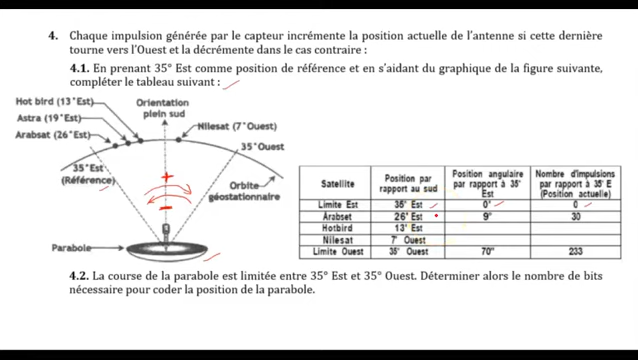 4. Chaque impulsion générée par le capteur incrémente la position actuelle de l'antenne si cette dernière
tourne vers l'Ouest et la décrémente dans le cas contraire :
4.1. En prenant 35° Est comme position de référence et en s'aidant du graphique de la figure suivante,
compléter le tableau suivant :
Hot bird (13°Est)
Astra (19°Est)
Arabsat (26°Est)
Orientation
plein sud
Nilesat (7°Ouest)
35°Ouest
35°Est
(Référence)
+
−
Orbite
géostationnaire
Parabole
Satellite | Position par rapport au sud | Position angulaire par rapport à 35° Est | Nombre d'impulsions par rapport à 35° E (Position actuelle)
Limite Est | 35° Est | 0° | 0
Arabset | 26° Est | 9° | 30
Hotbird | 13° Est
Nilesat | 7° Ouest
Limite Ouest | 35° Ouest | 70° | 233
4.2. La course de la parabole est limitée entre 35° Est et 35° Ouest. Déterminer alors le nombre de bits
nécessaire pour coder la position de la parabole.